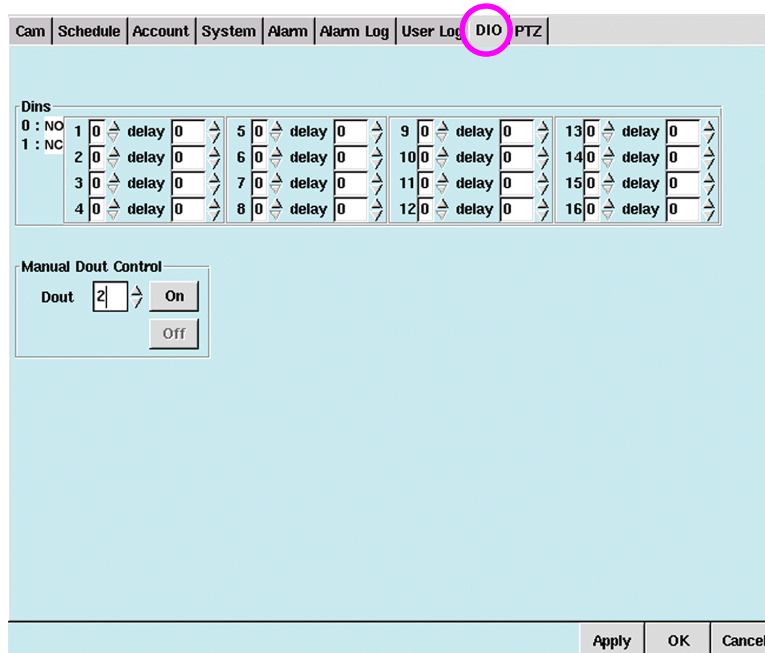 Cam Schedule Account System Alarm Alarm Log User Log DIO PTZ
Dins
0 : NO
1 : NC
1 0 delay 0 5 0 delay 0 9 0 delay 0 13 0 delay 0
2 0 delay 0 6 0 delay 0 10 0 delay 0 14 0 delay 0
3 0 delay 0 7 0 delay 0 11 0 delay 0 15 0 delay 0
4 0 delay 0 8 0 delay 0 12 0 delay 0 16 0 delay 0
Manual Dout Control
Dout 2 On
Off
Apply OK Cancel